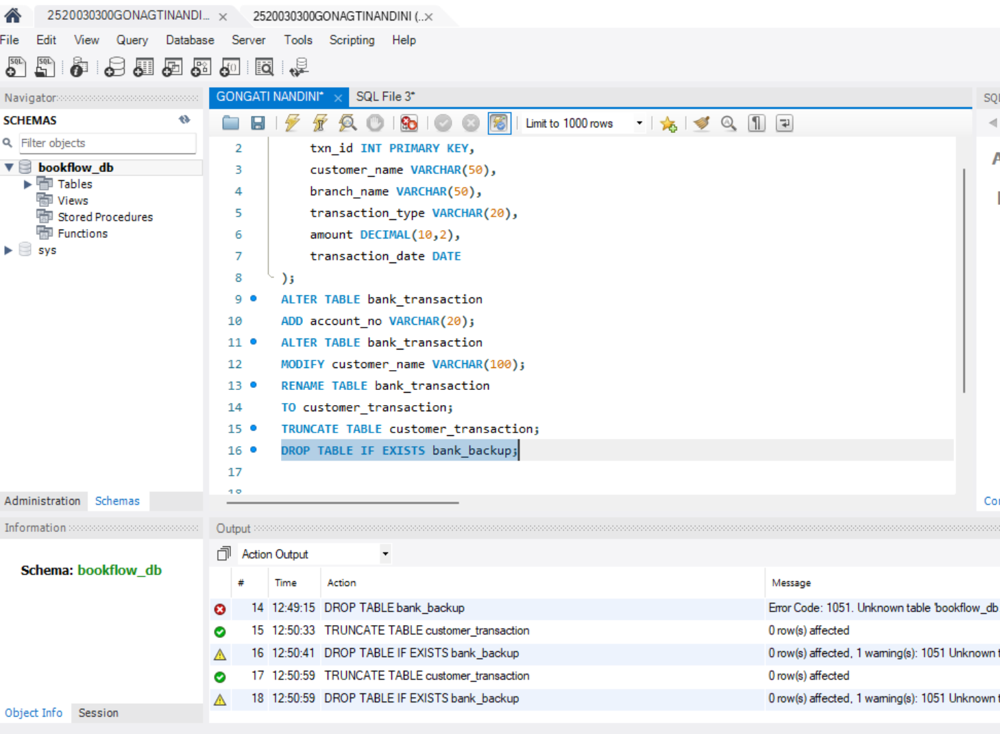 2520030300GONAGTINANDI...
2520030300GONAGTINANDINI (...
File Edit View Query Database Server Tools Scripting Help
Navigator
SCHEMAS
Filter objects
bookflow_db
Tables
Views
Stored Procedures
Functions
sys
Administration Schemas
Information
Schema: bookflow_db
Object Info Session
GONGATI NANDINI* SQL File 3*
Limit to 1000 rows
2 txn_id INT PRIMARY KEY,
3 customer_name VARCHAR(50),
4 branch_name VARCHAR(50),
5 transaction_type VARCHAR(20),
6 amount DECIMAL(10,2),
7 transaction_date DATE
8 );
9 ALTER TABLE bank_transaction
10 ADD account_no VARCHAR(20);
11 ALTER TABLE bank_transaction
12 MODIFY customer_name VARCHAR(100);
13 RENAME TABLE bank_transaction
14 TO customer_transaction;
15 TRUNCATE TABLE customer_transaction;
16 DROP TABLE IF EXISTS bank_backup;
17
18
Output
Action Output
# Time Action Message
14 12:49:15 DROP TABLE bank_backup Error Code: 1051. Unknown table 'bookflow_db
15 12:50:33 TRUNCATE TABLE customer_transaction 0 row(s) affected
16 12:50:41 DROP TABLE IF EXISTS bank_backup 0 row(s) affected, 1 warning(s): 1051 Unknown t
17 12:50:59 TRUNCATE TABLE customer_transaction 0 row(s) affected
18 12:50:59 DROP TABLE IF EXISTS bank_backup 0 row(s) affected, 1 warning(s): 1051 Unknown t